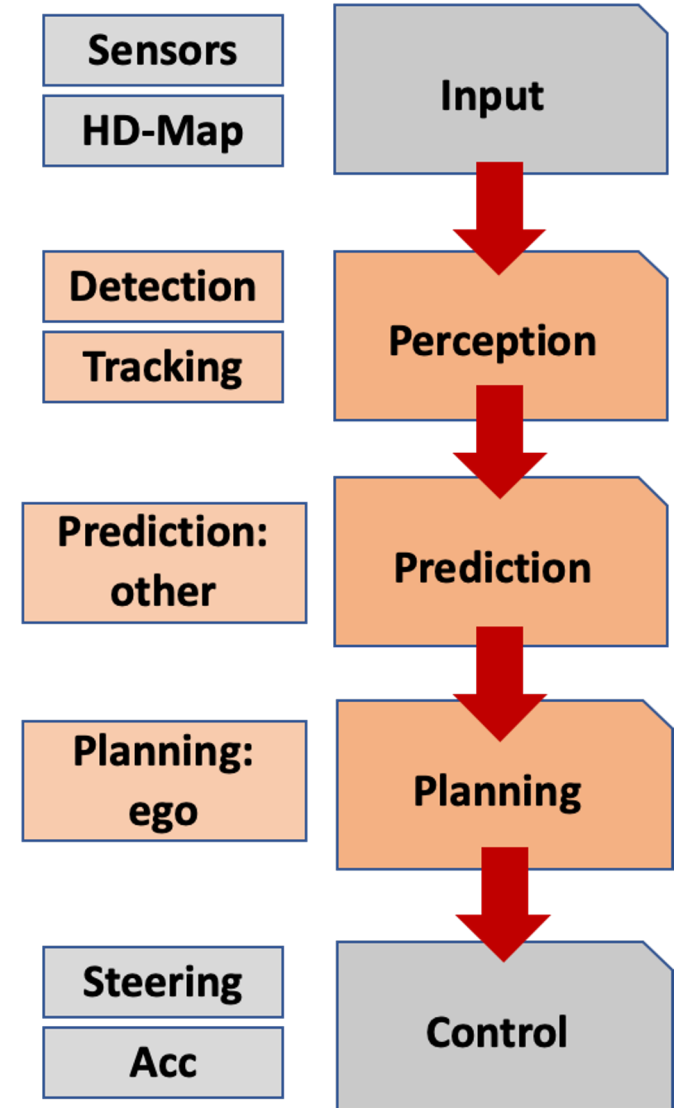 Sensors
HD-Map
Input
Detection
Tracking
Perception
Prediction:
other
Prediction
Planning:
ego
Planning
Steering
Acc
Control